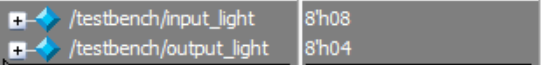 /testbench/input_light 8'h08
/testbench/output_light 8'h04